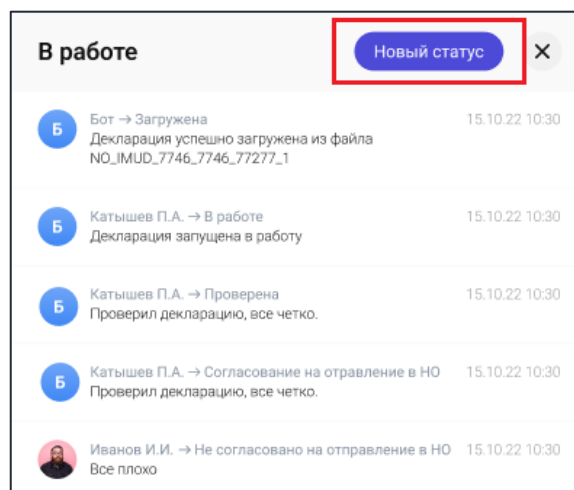 В работе
Новый статус
Б
Бот → Загружена
15.10.22 10:30
Декларация успешно загружена из файла
NO_IMUD_7746_7746_77277_1
Б
Катышев П.А. → В работе
15.10.22 10:30
Декларация запущена в работу
Б
Катышев П.А. → Проверена
15.10.22 10:30
Проверил декларацию, все четко.
Б
Катышев П.А. → Согласование на отравление в НО
15.10.22 10:30
Проверил декларацию, все четко.
Иванов И.И. → Не согласовано на отправление в НО
15.10.22 10:30
Все плохо